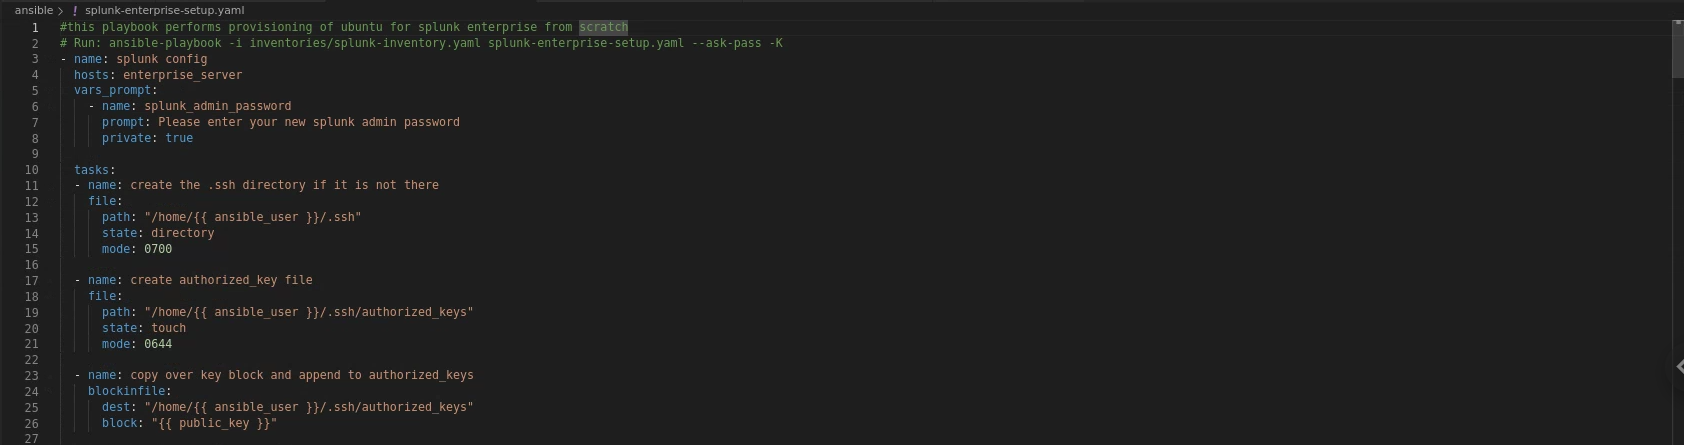 ansible > ! splunk-enterprise-setup.yaml
1 #this playbook performs provisioning of ubuntu for splunk enterprise from scratch
2 # Run: ansible-playbook -i inventories/splunk-inventory.yaml splunk-enterprise-setup.yaml --ask-pass -K
3 - name: splunk config
4   hosts: enterprise_server
5   vars_prompt:
6     - name: splunk_admin_password
7       prompt: Please enter your new splunk admin password
8       private: true
9
10   tasks:
11   - name: create the .ssh directory if it is not there
12     file:
13       path: "/home/{{ ansible_user }}/.ssh"
14       state: directory
15       mode: 0700
16
17   - name: create authorized_key file
18     file:
19       path: "/home/{{ ansible_user }}/.ssh/authorized_keys"
20       state: touch
21       mode: 0644
22
23   - name: copy over key block and append to authorized_keys
24     blockinfile:
25       dest: "/home/{{ ansible_user }}/.ssh/authorized_keys"
26       block: "{{ public_key }}"
27